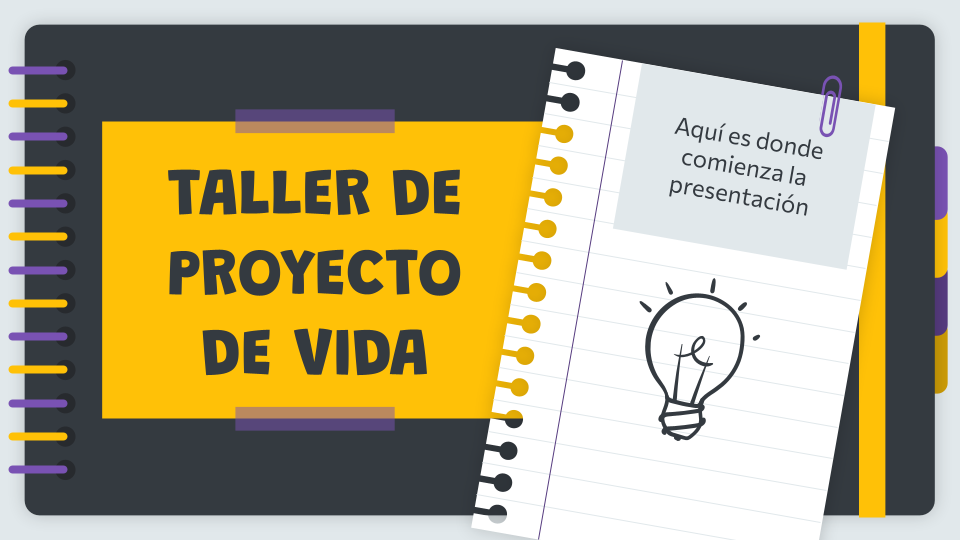 TALLER DE
PROYECTO
DE VIDA
Aquí es donde
comienza la
presentación